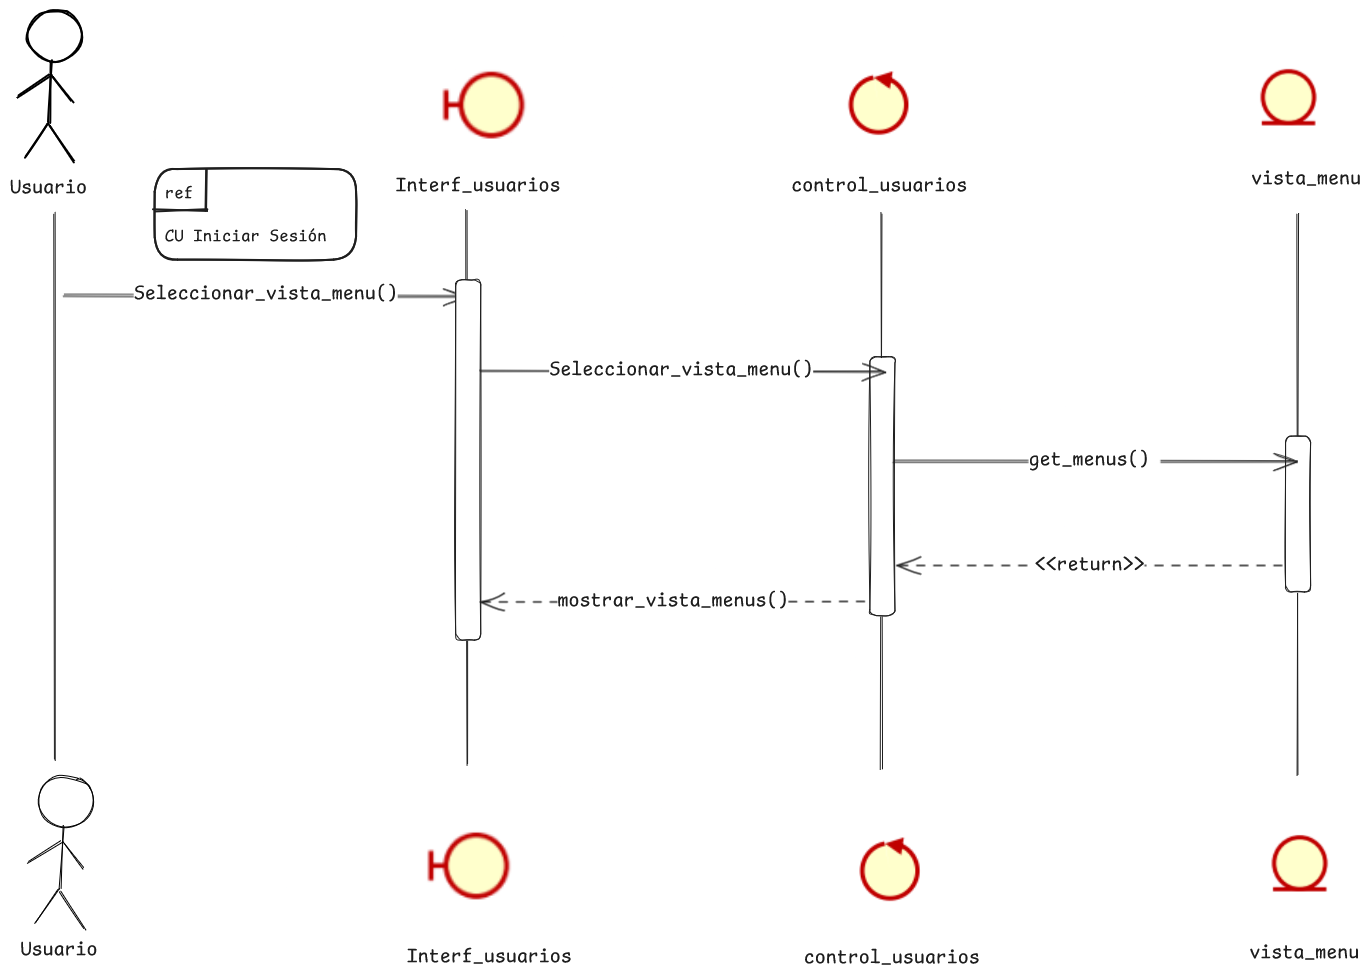 Usuario
Interf_usuarios
control_usuarios
vista_menu
ref
CU Iniciar Sesión
Seleccionar_vista_menu()
Seleccionar_vista_menu()
get_menus()
<<return>>
mostrar_vista_menus()
Usuario
Interf_usuarios
control_usuarios
vista_menu